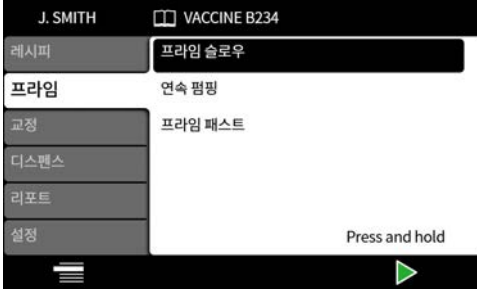 J. SMITH
VACCINE B234
레시피
프라임
교정
디스펜스
리포트
설정
프라임 슬로우
연속 펌핑
프라임 패스트
Press and hold